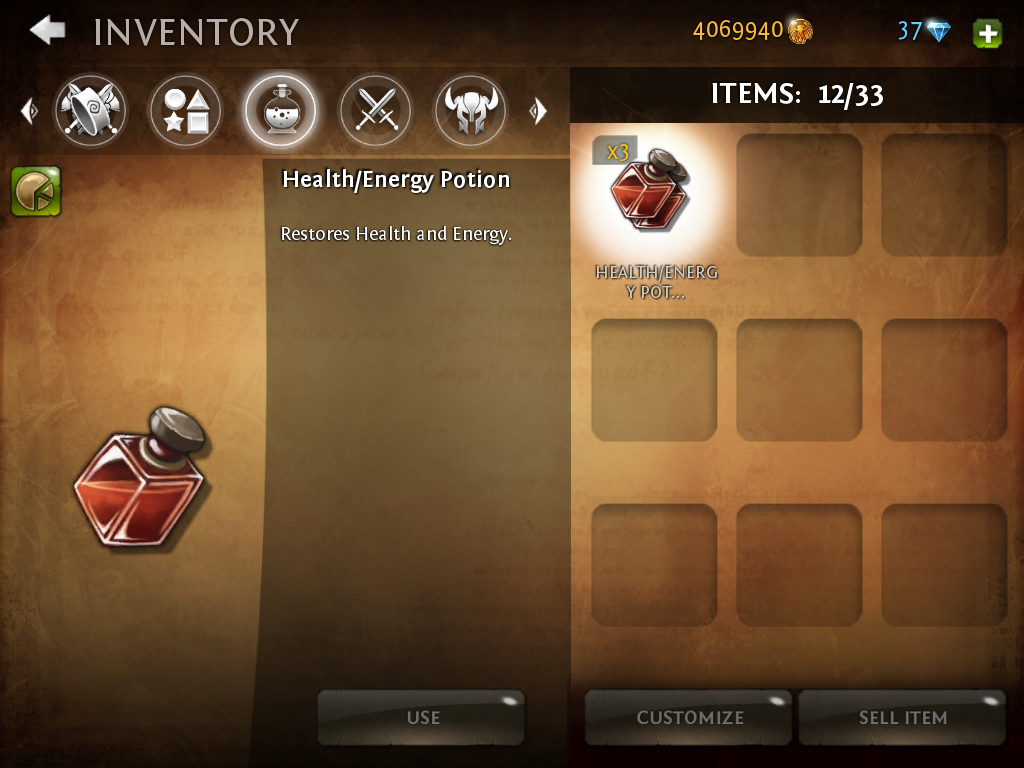 INVENTORY
4069940
37
ITEMS: 12/33
Health/Energy Potion
Restores Health and Energy.
x3
HEALTH/ENERG
Y POT...
USE
CUSTOMIZE
SELL ITEM